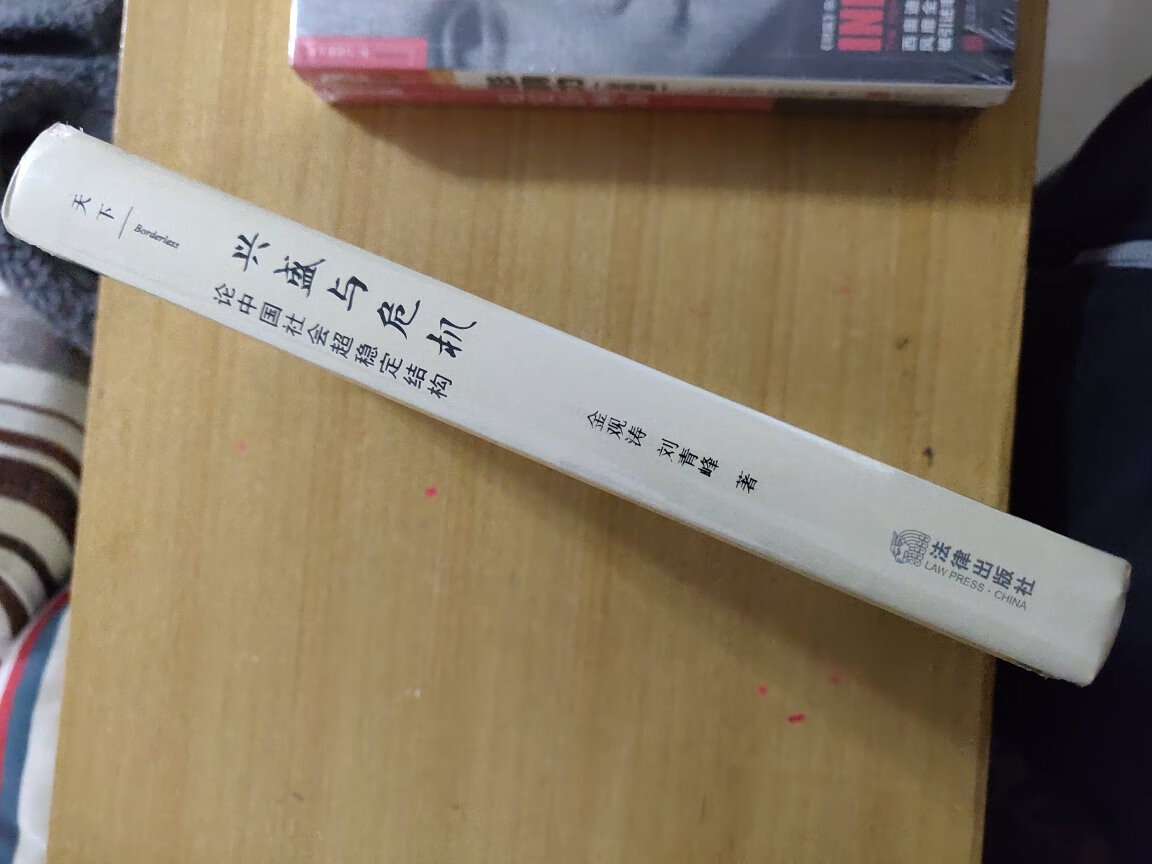 天下
Borderless
兴盛与危机
论中国社会超稳定结构
金观涛 刘青峰 著
法律出版社
LAW PRESS·CHINA